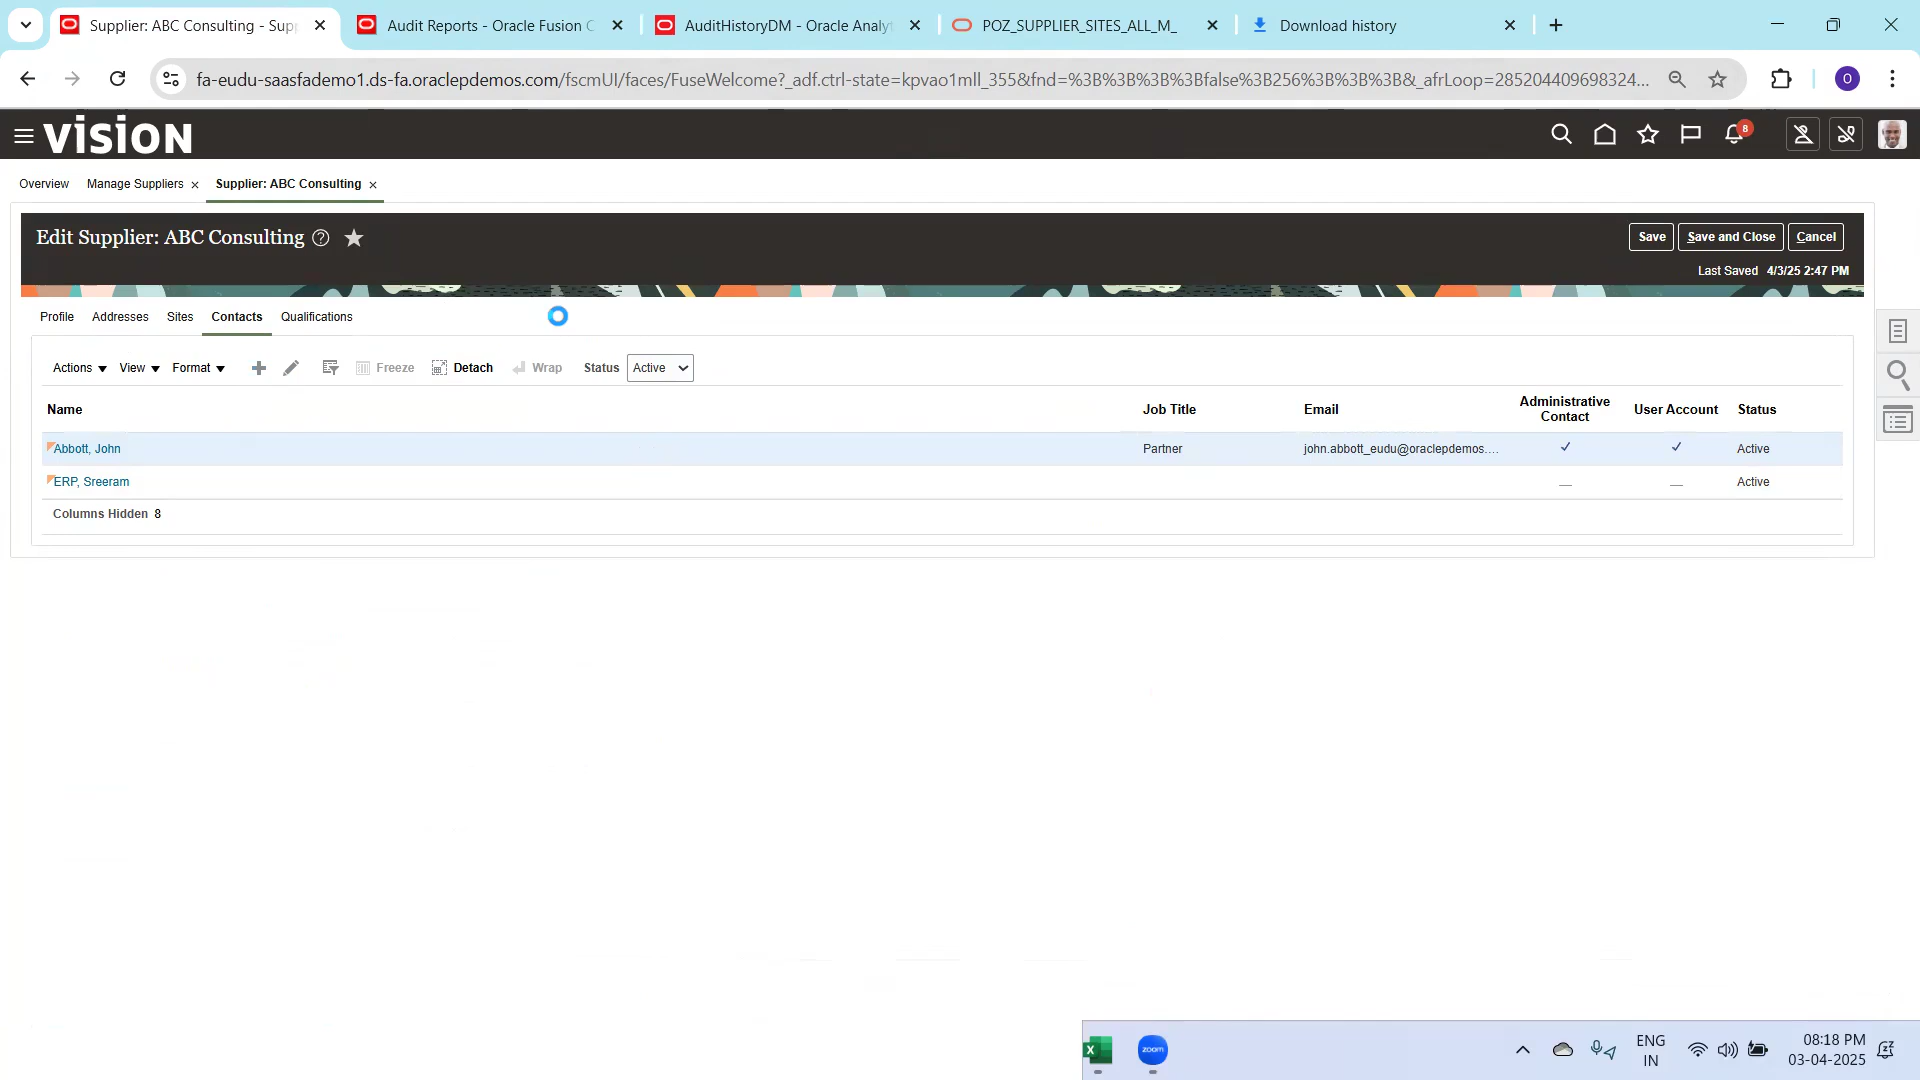 Supplier: ABC Consulting - Supp
Audit Reports - Oracle Fusion C
AuditHistoryDM - Oracle Analyt
POZ_SUPPLIER_SITES_ALL_M_
Download history
fa-eudu-saasfademo1.ds-fa.oraclepdemos.com/fscmUI/faces/FuseWelcome?_adf.ctrl-state=kpvao1mll_355&fnd=%3B%3B%3B%3Bfalse%3B256%3B%3B%3B&_afrLoop=285204409698324...
O
vision
8
Overview
Manage Suppliers
Supplier: ABC Consulting
Edit Supplier: ABC Consulting
Save
Save and Close
Cancel
Last Saved 4/3/25 2:47 PM
Profile
Addresses
Sites
Contacts
Qualifications
Actions
View
Format
Freeze
Detach
Wrap
Status
Active
Name
Job Title
Email
Administrative
Contact
User Account
Status
Abbott, John
Partner
john.abbott_eudu@oraclepdemos....
Active
ERP, Sreeram
Active
Columns Hidden 8
zoom
ENG
IN
08:18 PM
03-04-2025